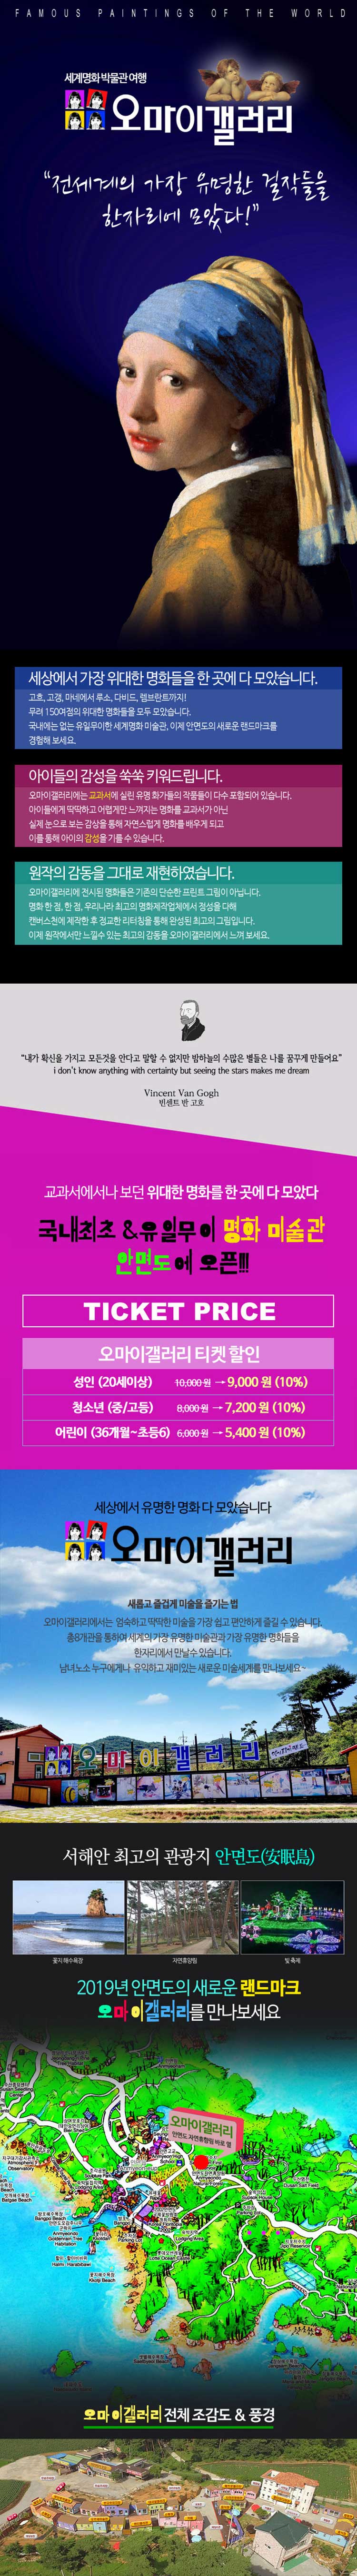 FAMOUS PAINTINGS OF THE WORLD
세계명화 박물관 여행
오마이갤러리
“전세계의 가장 유명한 걸작들을
한자리에 모았다!”
세상에서 가장 위대한 명화들을 한 곳에 다 모았습니다.
고흐, 고갱, 마네에서 루소, 다비드, 렘브란트까지!
무려 150여점의 위대한 명화들을 모두 모았습니다.
국내에는 없는 유일무이한 세계명화 미술관, 이제 안면도의 새로운 랜드마크를
경험해 보세요.
아이들의 감성을 쑥쑥 키워드립니다.
오마이갤러리에는 교과서에 실린 유명 화가들의 작품들이 다수 포함되어 있습니다.
아이들에게 딱딱하고 어렵게만 느껴지는 명화를 교과서가 아닌
실제 눈으로 보는 감상을 통해 자연스럽게 명화를 배우게 되고
이를 통해 아이의 감성을 기를 수 있습니다.
원작의 감동을 그대로 재현하였습니다.
오마이갤러리에 전시된 명화들은 기존의 단순한 프린트 그림이 아닙니다.
명화 한 점, 한 점, 우리나라 최고의 명화제작업체에서 정성을 다해
캔버스천에 제작한 후 정교한 리터칭을 통해 완성된 최고의 그림입니다.
이제 원작에서만 느낄수 있는 최고의 감동을 오마이갤러리에서 느껴 보세요.
“내가 확신을 가지고 모든것을 안다고 말할 수 없지만 밤하늘의 수많은 별들은 나를 꿈꾸게 만들어요”
i don't know anything with certainty but seeing the stars makes me dream
Vincent Van Gogh
빈센트 반 고흐
교과서에서나 보던 위대한 명화를 한 곳에 다 모았다
국내최초 & 유일무이 명화 미술관
안면도에 오픈!!!
TICKET PRICE
오마이갤러리 티켓 할인
성인 (20세이상) 10,000 원 → 9,000 원 (10%)
청소년 (중/고등) 8,000원 → 7,200 원 (10%)
어린이 (36개월~초등6) 6,000원 → 5,400 원 (10%)
세상에서 유명한 명화 다 모았습니다
오마이갤러리
새롭고 즐겁게 미술을 즐기는 법
오마이갤러리에서는 엄숙하고 딱딱한 미술을 가장 쉽고 편안하게 즐길 수 있습니다.
총8개관을 통하여 세계의 가장 유명한 미술관과 가장 유명한 명화들을
한자리에서 만날수 있습니다.
남녀노소 누구에게나 유익하고 재미있는 새로운 미술세계를 만나보세요~
오마이갤러리
서해안 최고의 관광지 안면도(安眠島)
꽃지 해수욕장
자연휴양림
빛 축제
2019년 안면도의 새로운 랜드마크
오마이갤러리를 만나보세요
오마이갤러리
안면도 자연휴양림 바로 옆
오마이갤러리 전체 조감도 & 풍경